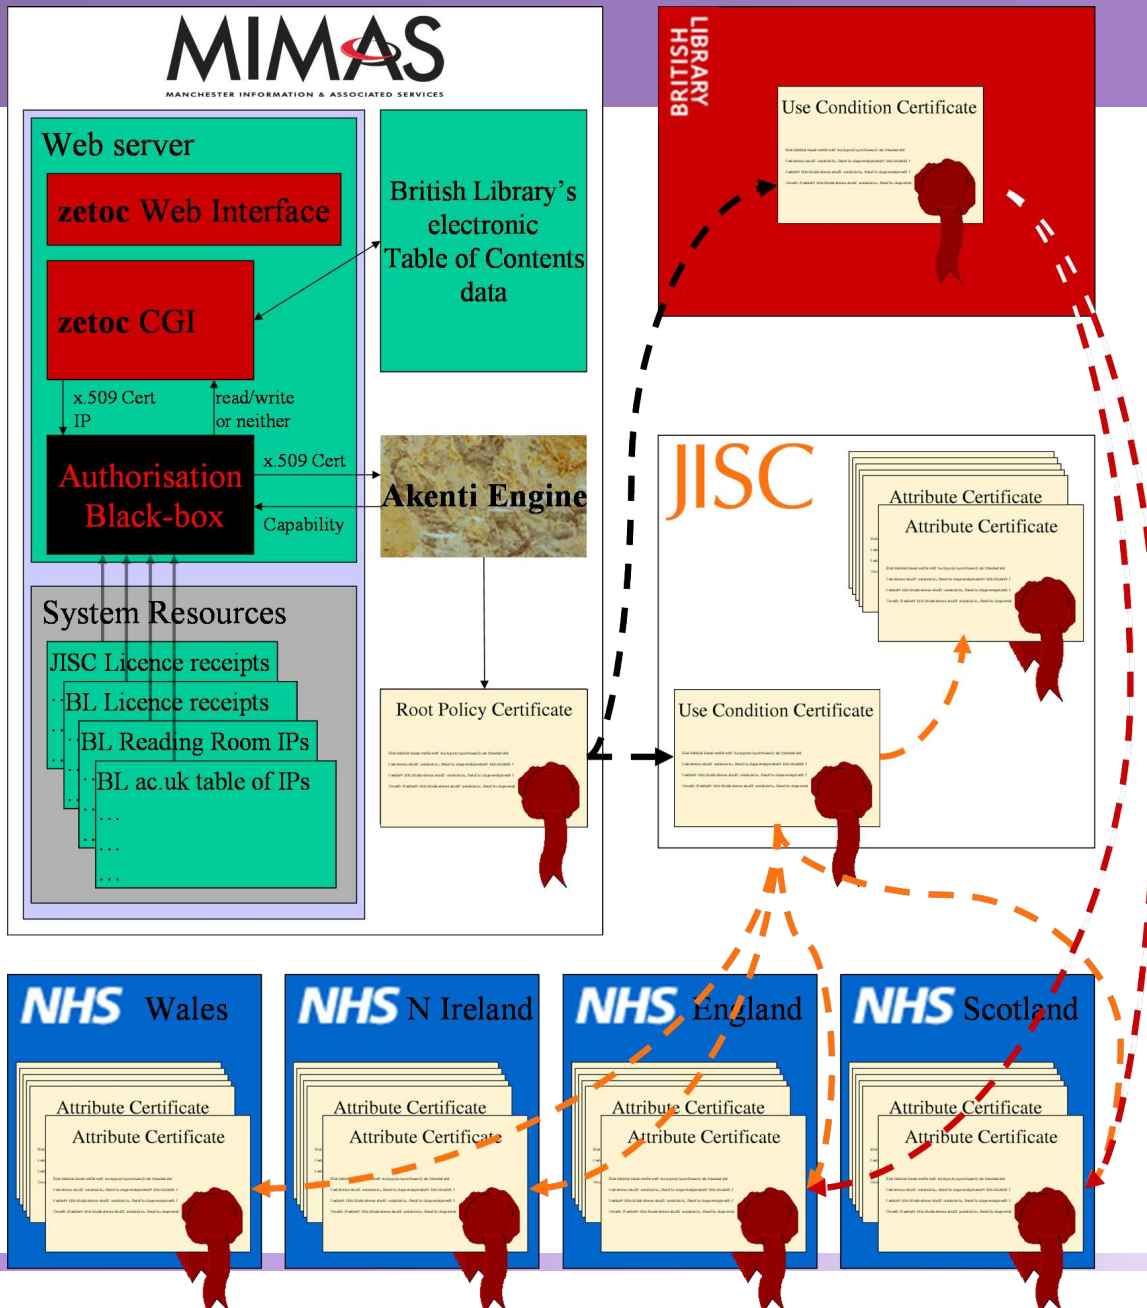 MIMAS
MANCHESTER INFORMATION & ASSOCIATED SERVICES
Web server
zetoc Web Interface
zetoc CGI
x.509 Cert
IP
read/write
or neither
Authorisation
Black-box
x.509 Cert
Capability
British Library's
electronic
Table of Contents
data
Akenti Engine
System Resources
JISC Licence receipts
BL Licence receipts
BL Reading Room IPs
BL ac.uk table of IPs
...
...
...
Root Policy Certificate
BRITISH
LIBRARY
Use Condition Certificate
JISC
Attribute Certificate
Attribute Certificate
Use Condition Certificate
NHS Wales
Attribute Certificate
Attribute Certificate
NHS N Ireland
Attribute Certificate
Attribute Certificate
NHS England
Attribute Certificate
Attribute Certificate
NHS Scotland
Attribute Certificate
Attribute Certificate